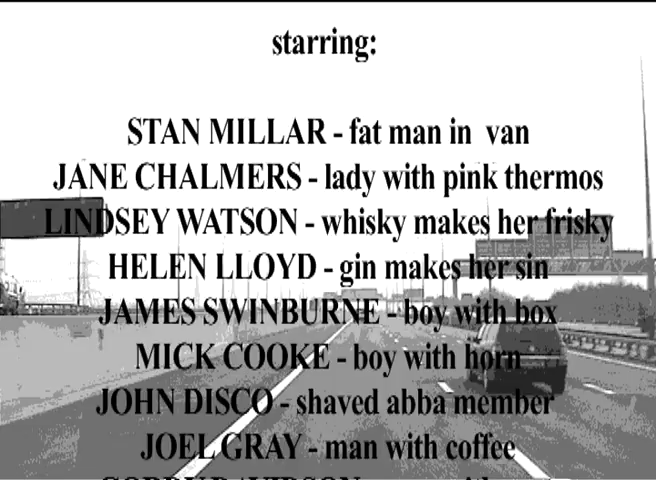 starring:
STAN MILLAR - fat man in van
JANE CHALMERS - lady with pink thermos
LINDSEY WATSON - whisky makes her frisky
HELEN LLOYD - gin makes her sin
JAMES SWINBURNE - boy with box
MICK COOKE - boy with horn
JOHN DISCO - shaved abba member
JOEL GRAY - man with coffee